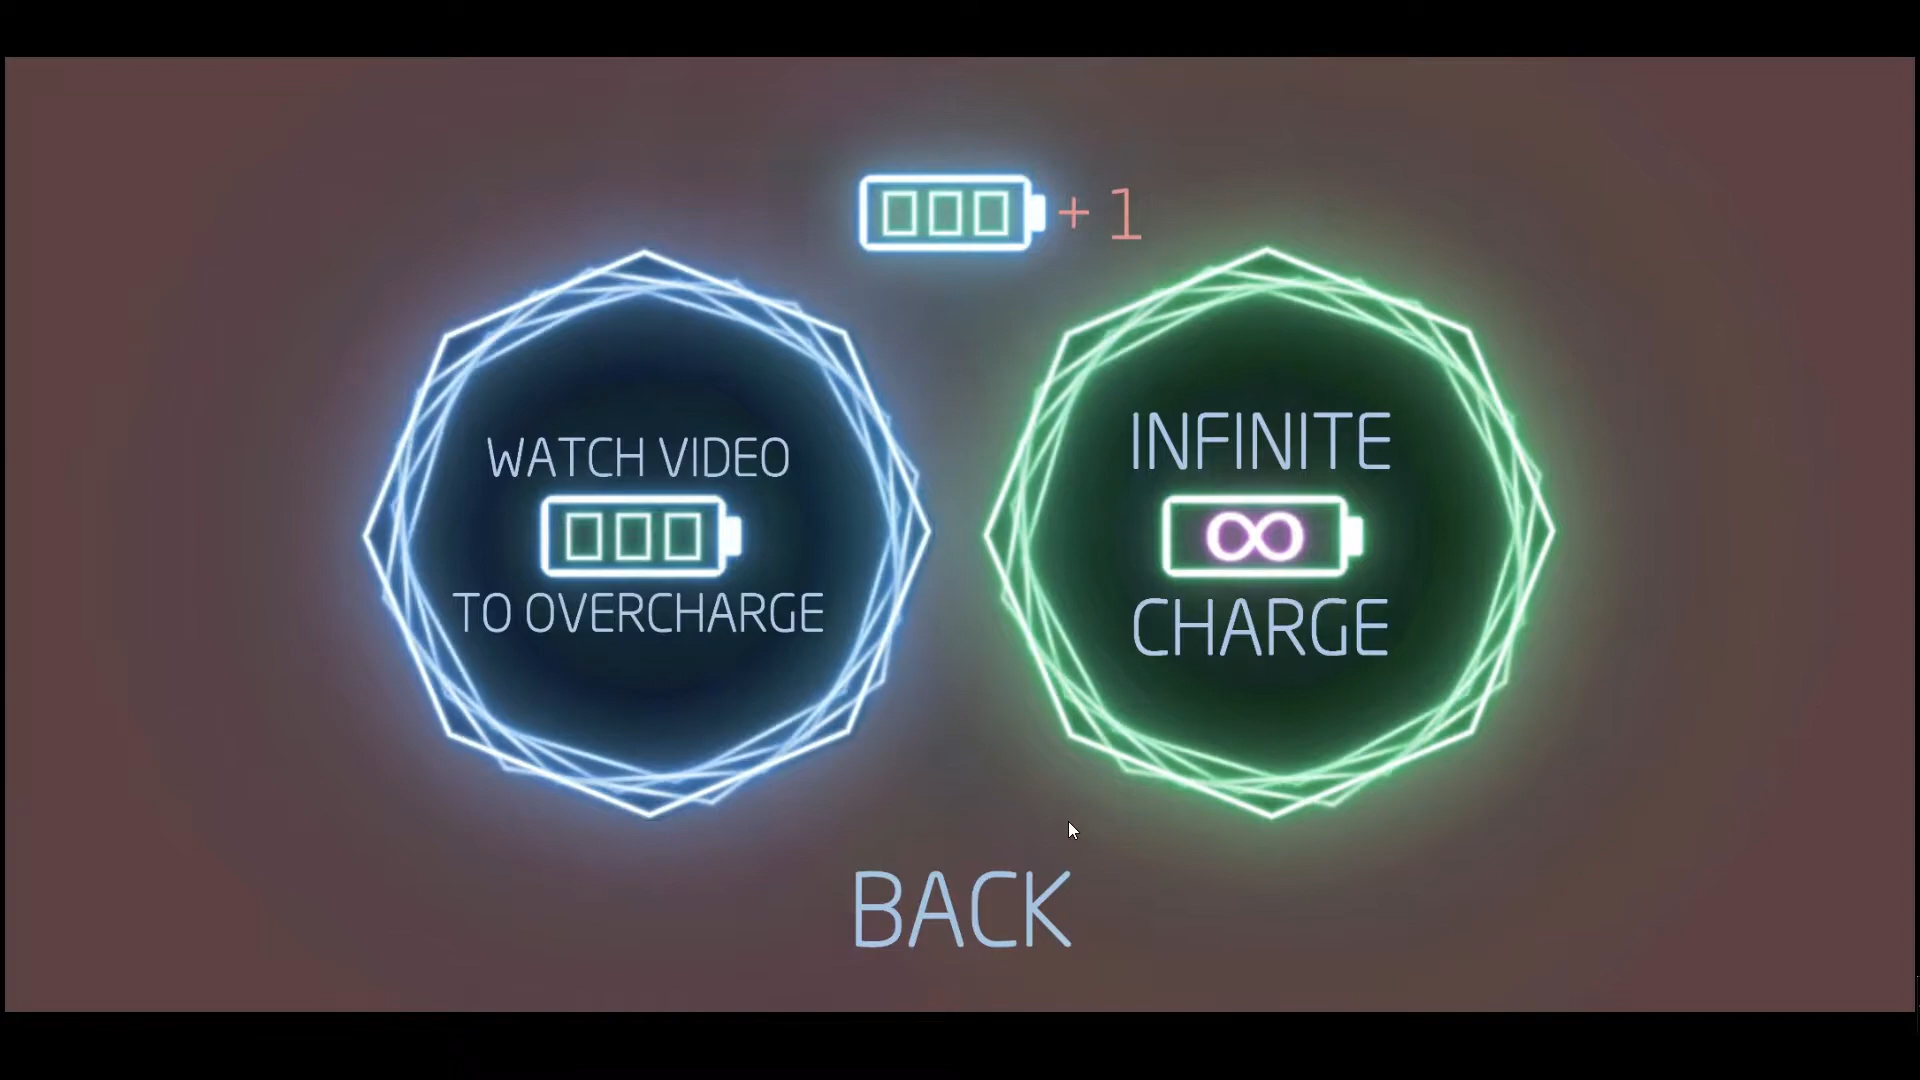 +1
WATCH VIDEO
TO OVERCHARGE
INFINITE
∞
CHARGE
BACK